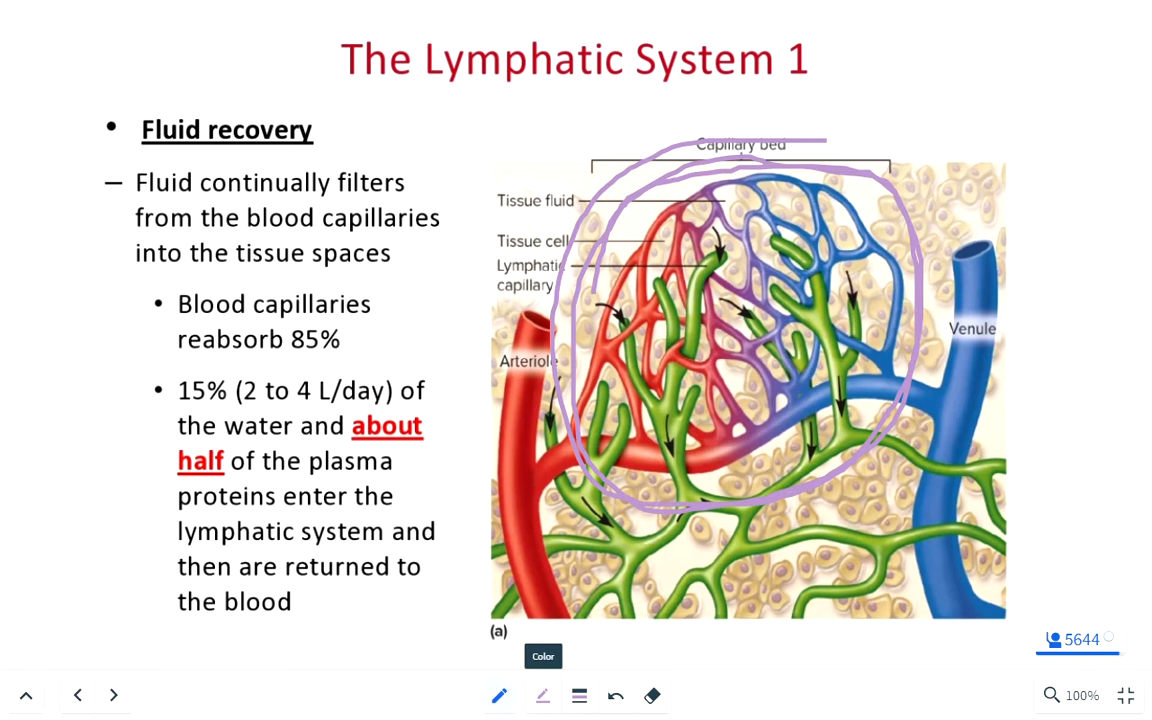 The Lymphatic System 1
• Fluid recovery
– Fluid continually filters
from the blood capillaries
into the tissue spaces
• Blood capillaries
reabsorb 85%
• 15% (2 to 4 L/day) of
the water and about
half of the plasma
proteins enter the
lymphatic system and
then are returned to
the blood
Capillary bed
Tissue fluid
Tissue cell
Lymphatic
capillary
Arteriole
Venule
(a)
5644
Color
100%